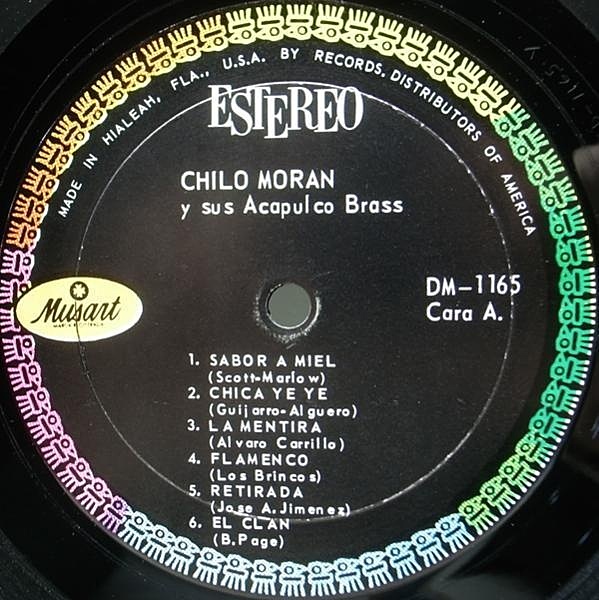 MADE IN HIALEAH, FLA., U.S.A. BY RECORDS, DISTRIBUTORS OF AMERICA
ESTEREO
CHILO MORAN
y sus Acapulco Brass
DM-1165
Cara A.
Musart
1. SABOR A MIEL
(Scott-Marlow)
2. CHICA YE YE
(Guijarro-Alguero)
3. LA MENTIRA
(Alvaro Carrillo)
4. FLAMENCO
(Los Brincos)
5. RETIRADA
(Jose A. Jimenez)
6. EL CLAN
(B. Page)